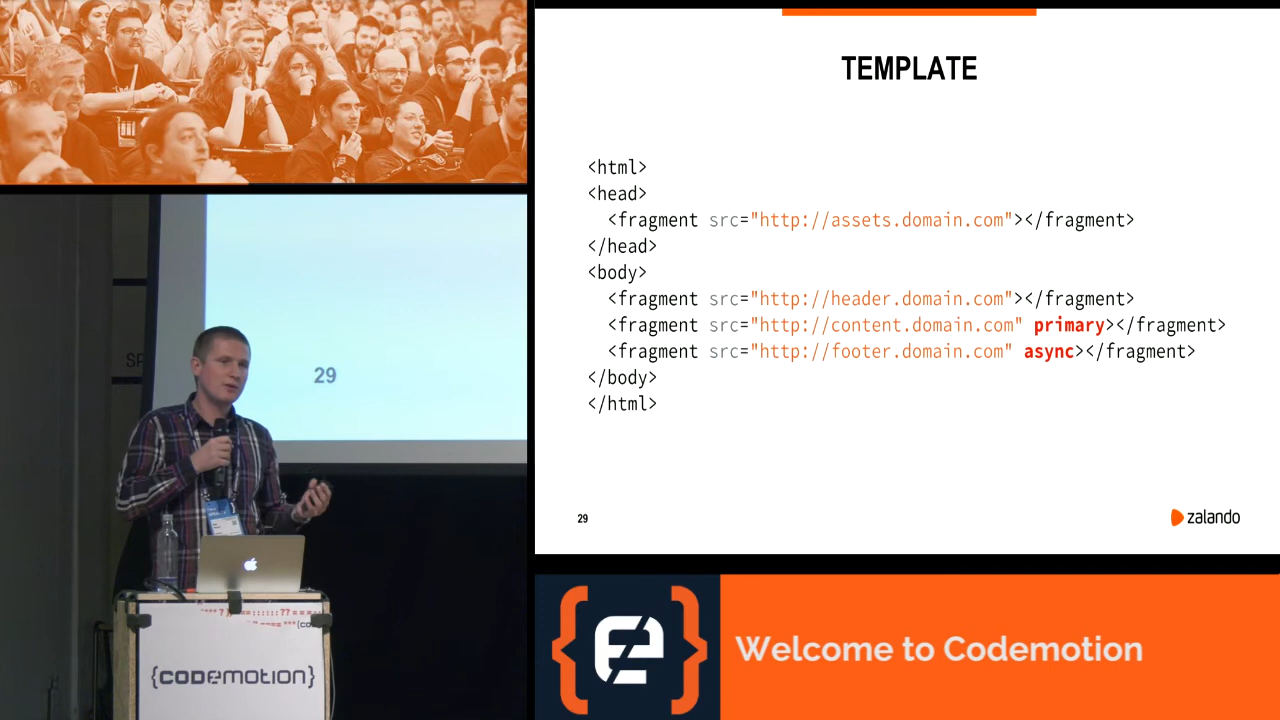 TEMPLATE
<html>
<head>
<fragment src="http://assets.domain.com"></fragment>
</head>
<body>
<fragment src="http://header.domain.com"></fragment>
<fragment src="http://content.domain.com" primary></fragment>
<fragment src="http://footer.domain.com" async></fragment>
</body>
</html>
29
zalando
SP
29
{CODEmotion}
Welcome to Codemotion